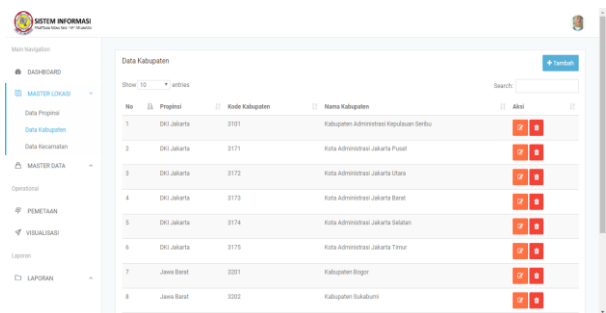 SISTEM INFORMASI
Main Navigation
DASHBOARD
MASTER LOKASI
Data Propinsi
Data Kabupaten
Data Kecamatan
MASTER DATA
Operational
PEMETAAN
VISUALISASI
Laporan
LAPORAN
Data Kabupaten
+ Tambah
Show 10 entries
Search:
No Propinsi Kode Kabupaten Nama Kabupaten Aksi
1 DKI Jakarta 3101 Kabupaten Administrasi Kepulauan Seribu
2 DKI Jakarta 3171 Kota Administrasi Jakarta Pusat
3 DKI Jakarta 3172 Kota Administrasi Jakarta Utara
4 DKI Jakarta 3173 Kota Administrasi Jakarta Barat
5 DKI Jakarta 3174 Kota Administrasi Jakarta Selatan
6 DKI Jakarta 3175 Kota Administrasi Jakarta Timur
7 Jawa Barat 3201 Kabupaten Bogor
8 Jawa Barat 3202 Kabupaten Sukabumi